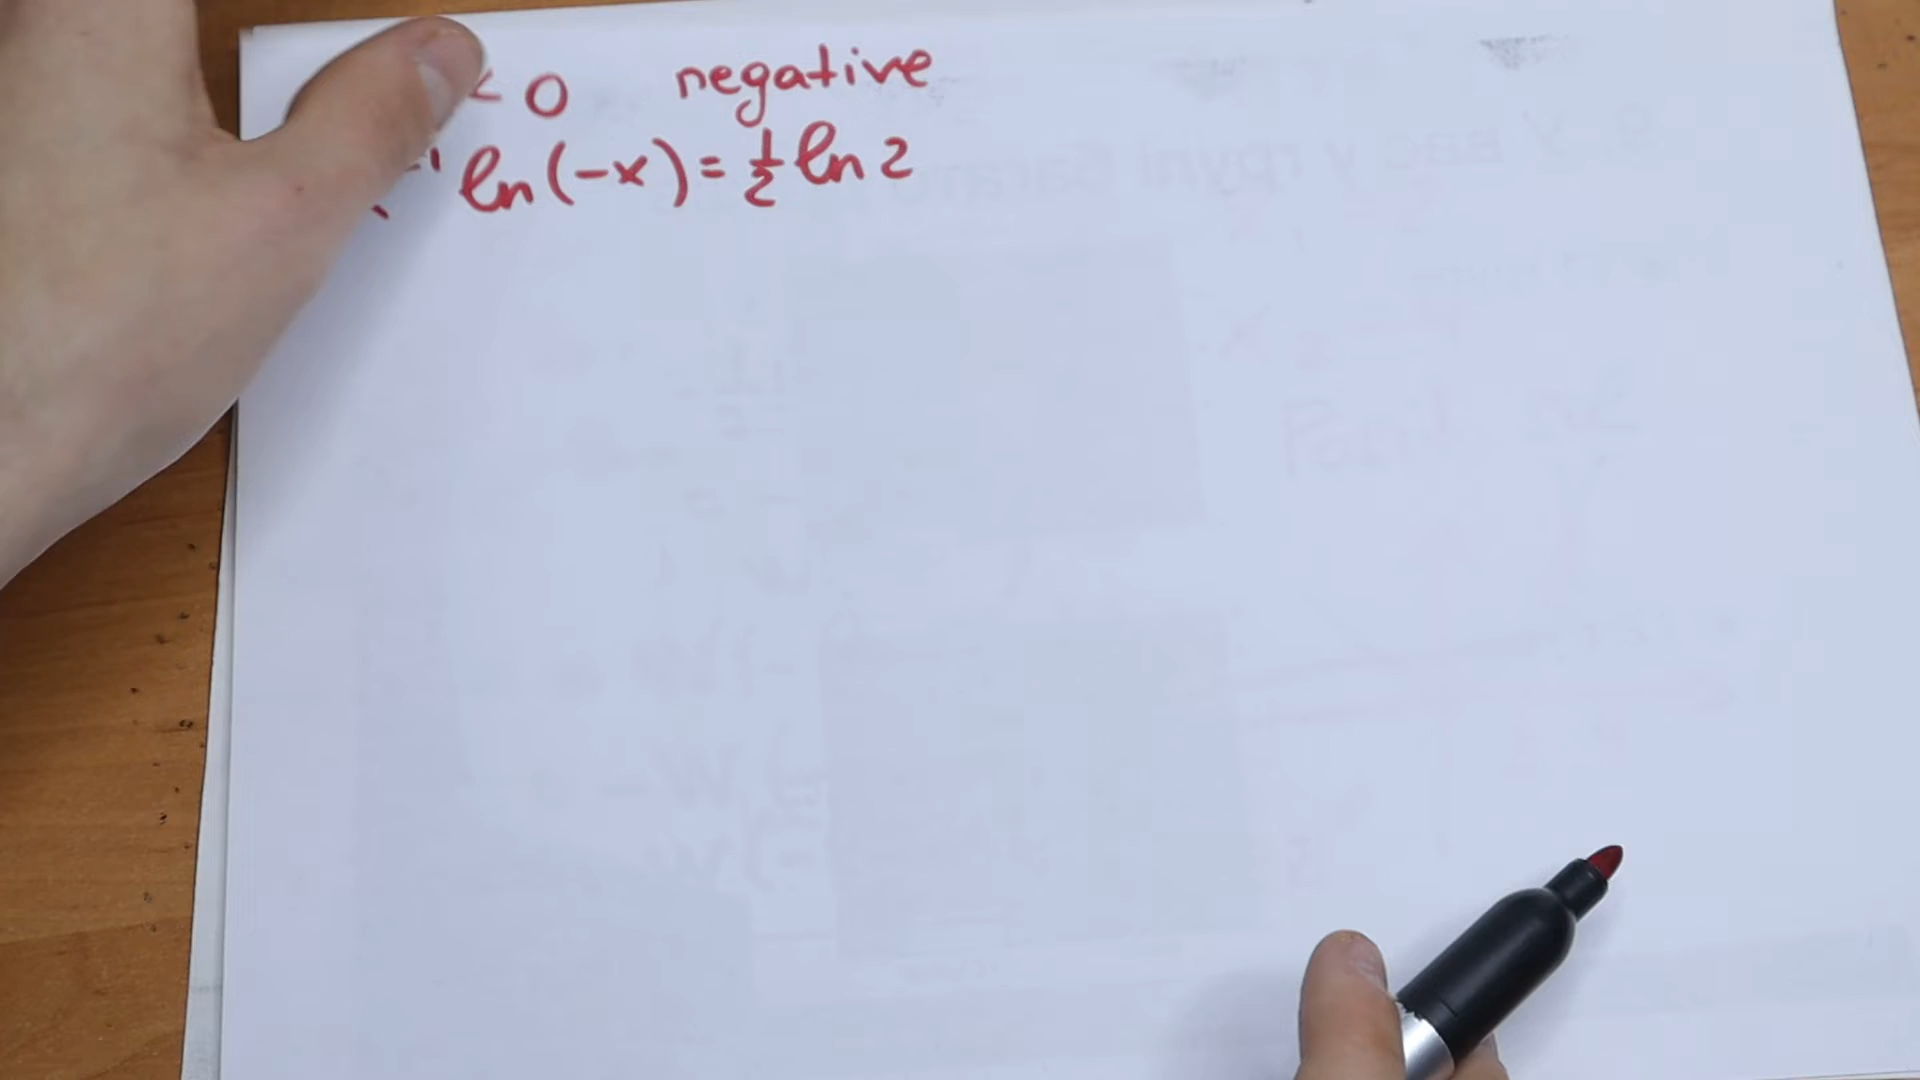 < 0 negative
ln(-x) = 1/2 ln 2